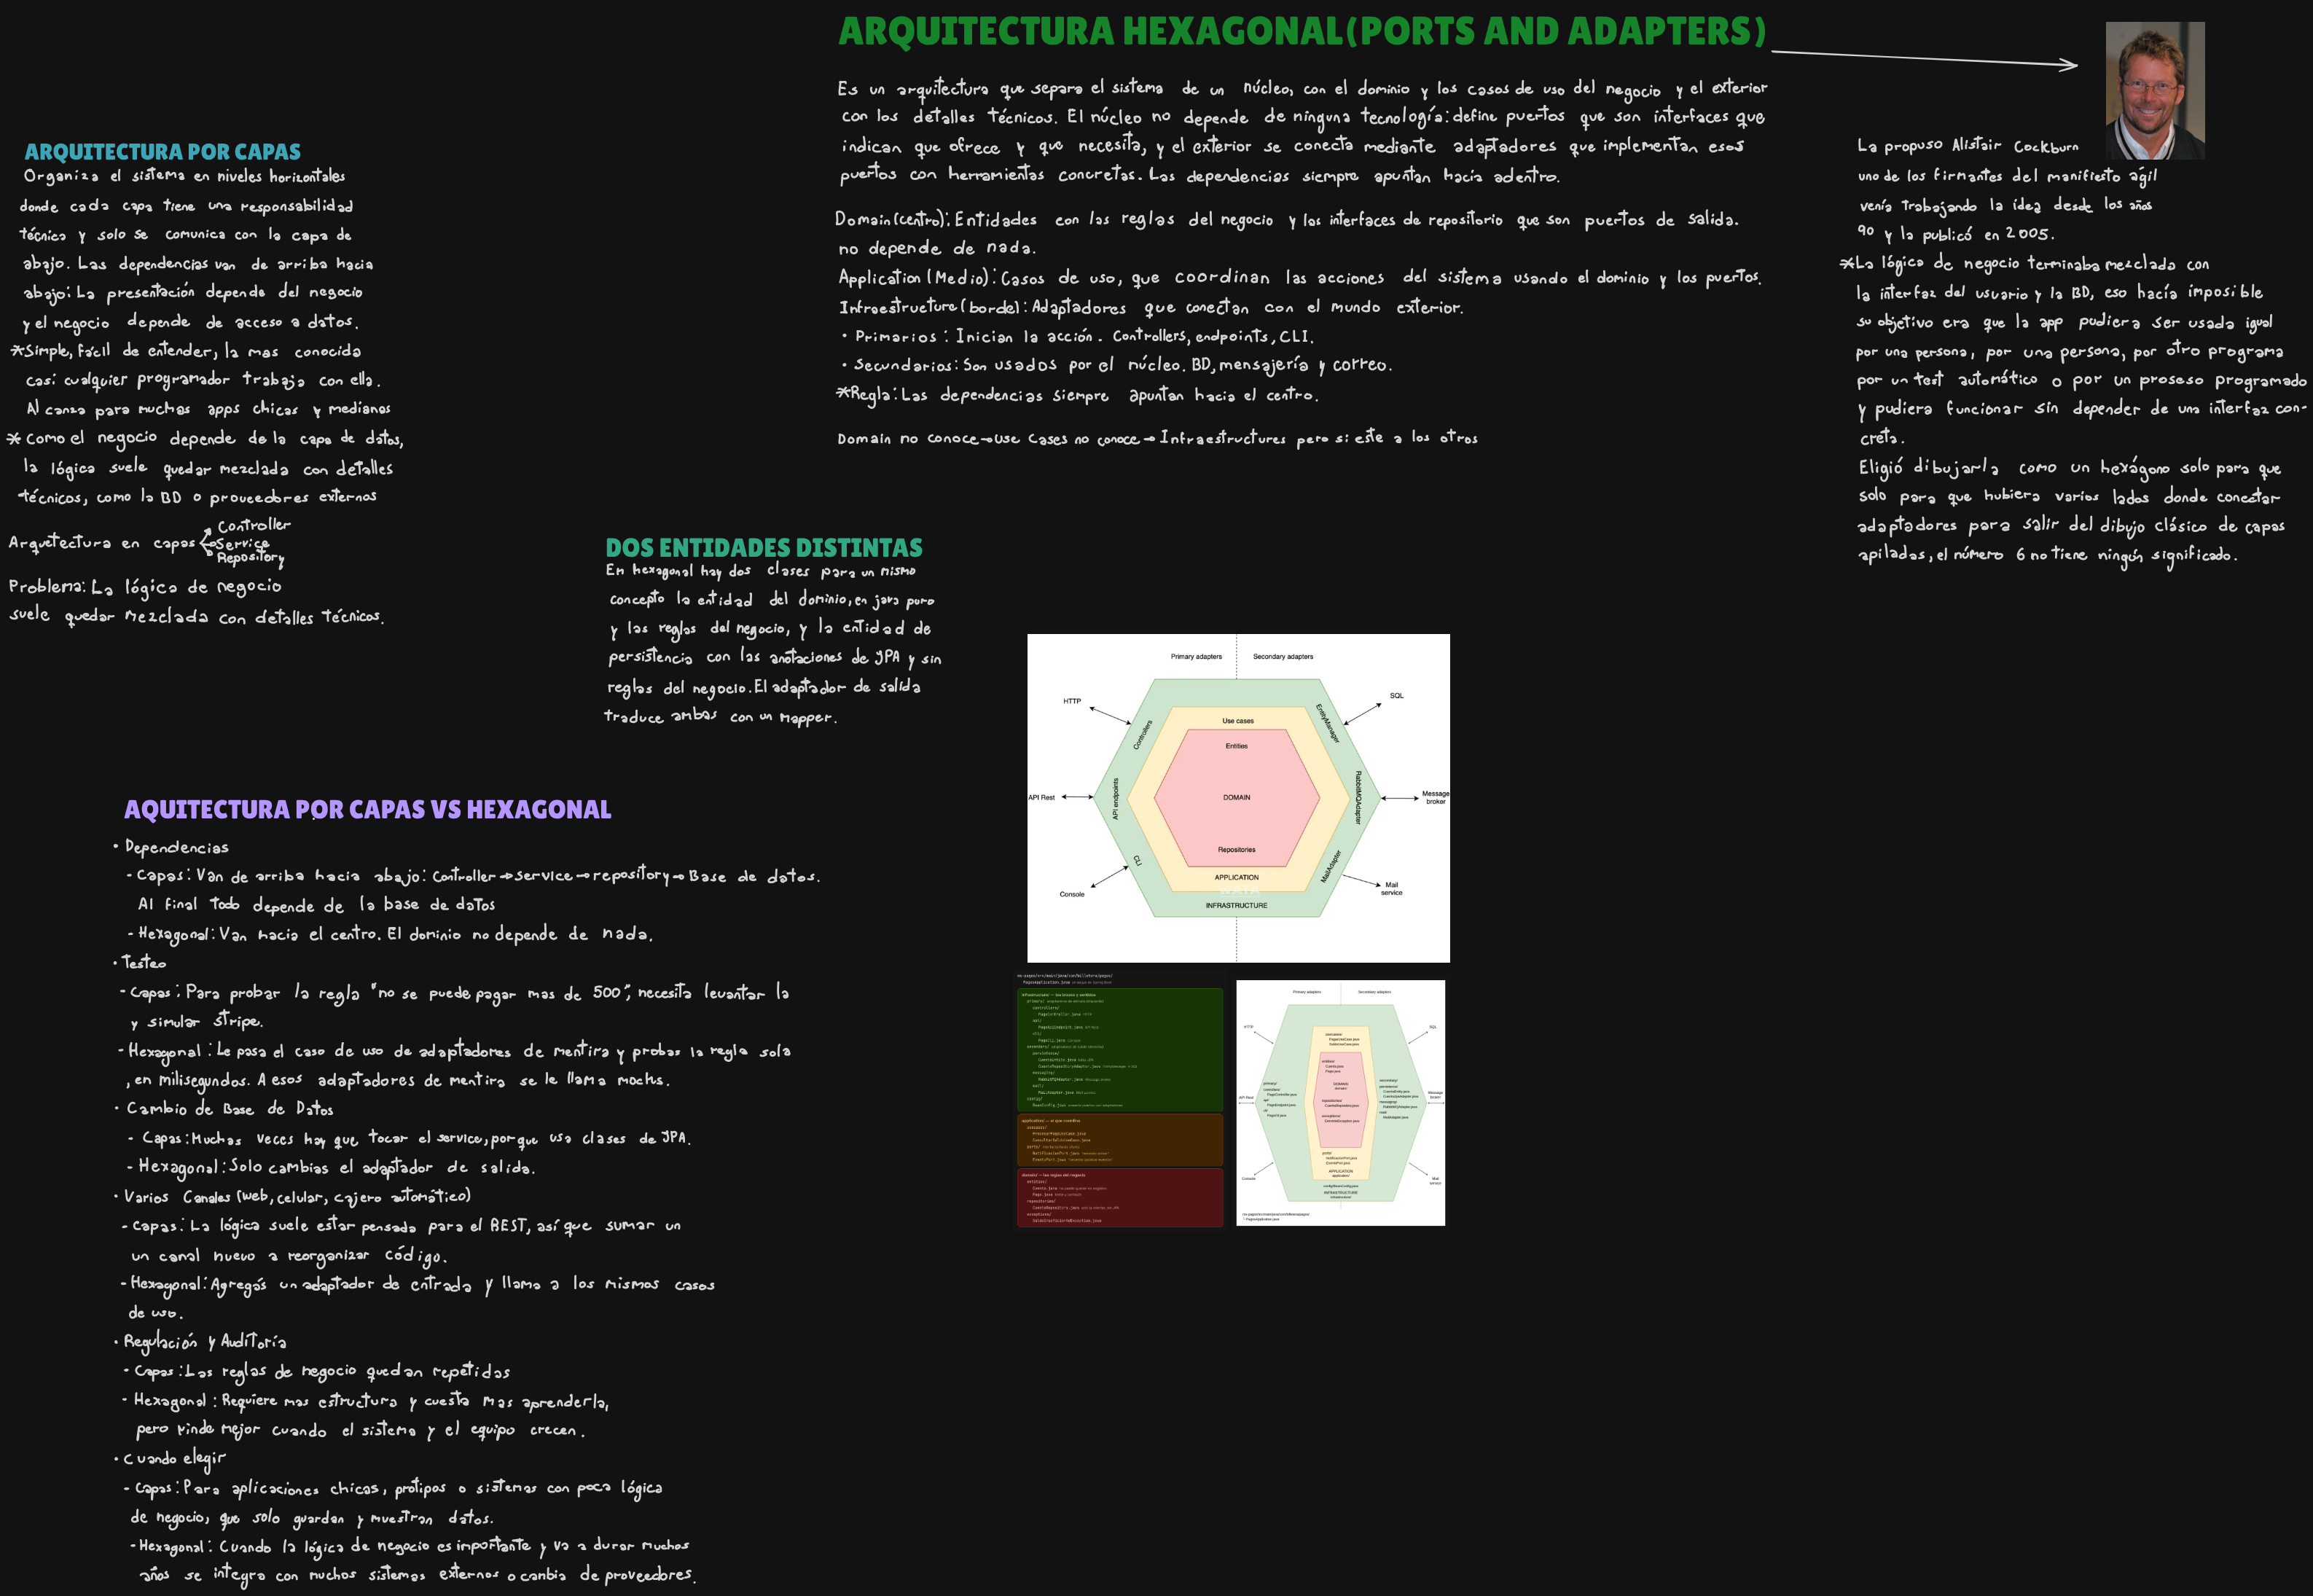 ARQUITECTURA HEXAGONAL(PORTS AND ADAPTERS)
Es un arquitectura que separa el sistema de un núcleo, con el dominio y los casos de uso del negocio y el exterior
con los detalles técnicos. El núcleo no depende de ninguna tecnología: define puertos que son interfaces que
indican que ofrece y que necesita, y el exterior se conecta mediante adaptadores que implementan esos
puertos con herramientas concretas. Las dependencias siempre apuntan hacia adentro.
Domain (centro): Entidades con las reglas del negocio y las interfaces de repositorio que son puertos de salida.
no depende de nada.
Application (Medio): Casos de uso, que coordinan las acciones del sistema usando el dominio y los puertos.
Infraestructure (borde): Adaptadores que conectan con el mundo exterior.
• Primarios: Inician la acción. Controllers, endpoints, CLI.
• Secundarios: Son usados por el núcleo. BD, mensajería y correo.
*Regla: Las dependencias siempre apuntan hacia el centro.
Domain no conoce→Use Cases no conoce→Infraestructures pero si este a los otros
La propuso Alistair Cockburn
uno de los firmantes del manifiesto agíl
venía trabajando la idea desde los años
90 y la publicó en 2005.
*La lógica de negocio terminaba mezclada con
la interfaz del usuario y la BD, eso hacía imposible
su objetivo era que la app pudiera ser usada igual
por una persona, por una persona, por otro programa
por un test automático o por un proseso programado
y pudiera funcionar sin depender de una interfaz con-
creta.
Eligió dibujarla como un hexágono solo para que
solo para que hubiera varios lados donde conectar
adaptadores para salir del dibujo clásico de capas
apiladas, el número 6 no tiene ningún significado.
ARQUITECTURA POR CAPAS
Organiza el sistema en niveles horizontales
donde cada capa tiene una responsabilidad
técnica y solo se comunica con la capa de
abajo. Las dependencias van de arriba hacia
abajo: La presentación depende del negocio
y el negocio depende de acceso a datos.
*Simple, fácil de entender, la mas conocida
casi cualquier programador trabaja con ella.
Alcanza para muchas apps chicas y medianas
* Como el negocio depende de la capa de datos,
la lógica suele quedar mezclada con detalles
técnicos, como la BD o proveedores externos
Controller
Arquetectura en capas → Service
Repository
Problema: La lógica de negocio
suele quedar mezclada con detalles técnicos.
DOS ENTIDADES DISTINTAS
En hexagonal hay dos clases para un mismo
concepto la entidad del dominio, en java puro
y las reglas del negocio, y la entidad de
persistencia con las anotaciones de JPA y sin
reglas del negocio. El adaptador de salida
traduce ambas con un mapper.
Primary adapters
Secondary adapters
HTTP
SQL
Controllers
Use cases
EntityManager
Entities
API Rest
API endpoints
DOMAIN
RabbitMQAdapter
Message
broker
Repositories
CLI
MailAdapter
APPLICATION
Console
Mail
service
INFRASTRUCTURE
AQUITECTURA POR CAPAS VS HEXAGONAL
• Dependencias
- Capas: Van de arriba hacia abajo: Controller→service→repository→Base de datos.
Al final todo depende de la base de datos
- Hexagonal: Van hacia el centro. El dominio no depende de nada.
• Testeo
- Capas: Para probar la regla "no se puede pagar mas de 500", necesita levantar la
y simular stripe.
- Hexagonal: Le pasa el caso de uso de adaptadores de mentira y probas la regla sola
, en milisegundos. A esos adaptadores de mentira se le llama mocks.
• Cambio de Base de Datos
- Capas: Muchas veces hay que tocar el service, porque usa clases de JPA.
- Hexagonal: Solo cambias el adaptador de salida.
• Varios Canales (web, celular, cajero automático)
- Capas: La lógica suele estar pensada para el REST, así que sumar un
un canal nuevo a reorganizar código.
- Hexagonal: Agregás un adaptador de entrada y llama a los mismos casos
de uso.
• Regulación y Auditoría
- Capas: Las reglas de negocio quedan repetidas
- Hexagonal: Requiere mas estructura y cuesta mas aprenderla,
pero rinde mejor cuando el sistema y el equipo crecen.
• Cuando elegir
- Capas: Para aplicaciones chicas, protipos o sistemas con poca lógica
de negocio, que solo guardan y muestran datos.
- Hexagonal: Cuando la lógica de negocio es importante y va a durar muchos
años se integra con muchos sistemas externos o cambia de proveedores.
Primary adapters
Secondary adapters
HTTP
SQL
API Rest
DOMAIN
Message
broker
APPLICATION
Console
Mail
service
INFRASTRUCTURE